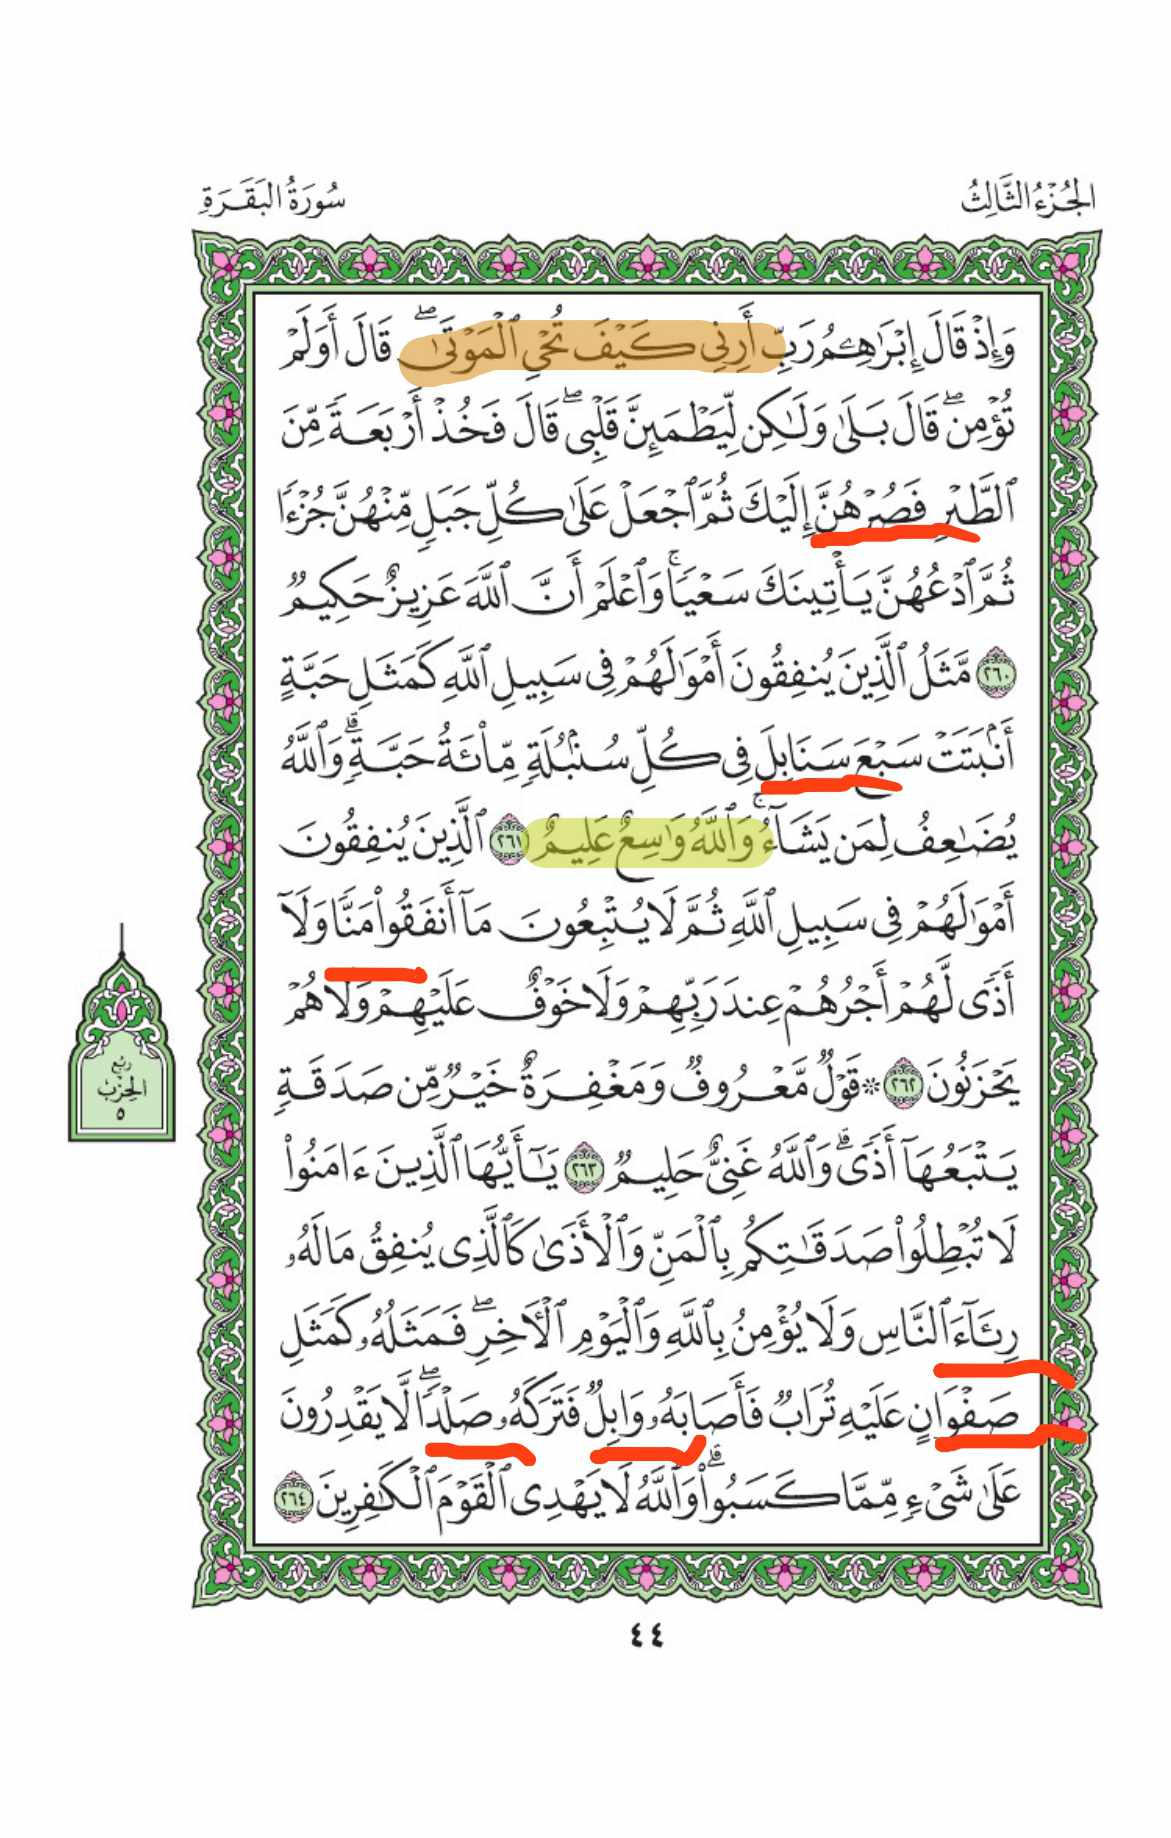 الجُزْءُ الثَّالِثُ
سُورَةُ البَقَرَةِ
وَإِذْ قَالَ إِبْرَٰهِـۧمُ رَبِّ أَرِنِى كَيْفَ تُحْىِ ٱلْمَوْتَىٰ ۖ قَالَ أَوَلَمْ
تُؤْمِن ۖ قَالَ بَلَىٰ وَلَـٰكِن لِّيَطْمَئِنَّ قَلْبِى ۖ قَالَ فَخُذْ أَرْبَعَةً مِّنَ
ٱلطَّيْرِ فَصُرْهُنَّ إِلَيْكَ ثُمَّ ٱجْعَلْ عَلَىٰ كُلِّ جَبَلٍ مِّنْهُنَّ جُزْءًا
ثُمَّ ٱدْعُهُنَّ يَأْتِينَكَ سَعْيًا ۚ وَٱعْلَمْ أَنَّ ٱللَّهَ عَزِيزٌ حَكِيمٌ
٢٦٠ مَّثَلُ ٱلَّذِينَ يُنفِقُونَ أَمْوَٰلَهُمْ فِى سَبِيلِ ٱللَّهِ كَمَثَلِ حَبَّةٍ
أَنۢبَتَتْ سَبْعَ سَنَابِلَ فِى كُلِّ سُنۢبُلَةٍ مِّا۟ئَةُ حَبَّةٍ ۗ وَٱللَّهُ
يُضَـٰعِفُ لِمَن يَشَآءُ ۚ وَٱللَّهُ وَٰسِعٌ عَلِيمٌ ٢٦١ ٱلَّذِينَ يُنفِقُونَ
أَمْوَٰلَهُمْ فِى سَبِيلِ ٱللَّهِ ثُمَّ لَا يُتْبِعُونَ مَآ أَنفَقُوا۟ مَنًّا وَلَآ
أَذًى لَّهُمْ أَجْرُهُمْ عِندَ رَبِّهِمْ وَلَا خَوْفٌ عَلَيْهِمْ وَلَا هُمْ
يَحْزَنُونَ ٢٦٢ ۞ قَوْلٌ مَّعْرُوفٌ وَمَغْفِرَةٌ خَيْرٌ مِّن صَدَقَةٍ
يَتْبَعُهَآ أَذًى ۗ وَٱللَّهُ غَنِىٌّ حَلِيمٌ ٢٦٣ يَـٰٓأَيُّهَا ٱلَّذِينَ ءَامَنُوا۟
لَا تُبْطِلُوا۟ صَدَقَـٰتِكُم بِٱلْمَنِّ وَٱلْأَذَىٰ كَٱلَّذِى يُنفِقُ مَالَهُۥ
رِئَآءَ ٱلنَّاسِ وَلَا يُؤْمِنُ بِٱللَّهِ وَٱلْيَوْمِ ٱلْـَٔاخِرِ ۖ فَمَثَلُهُۥ كَمَثَلِ
صَفْوَانٍ عَلَيْهِ تُرَابٌ فَأَصَابَهُۥ وَابِلٌ فَتَرَكَهُۥ صَلْدًا ۖ لَّا يَقْدِرُونَ
عَلَىٰ شَىْءٍ مِّمَّا كَسَبُوا۟ ۗ وَٱللَّهُ لَا يَهْدِى ٱلْقَوْمَ ٱلْكَـٰفِرِينَ ٢٦٤
رُبْعُ
الحِزْبِ
٥
٤٤